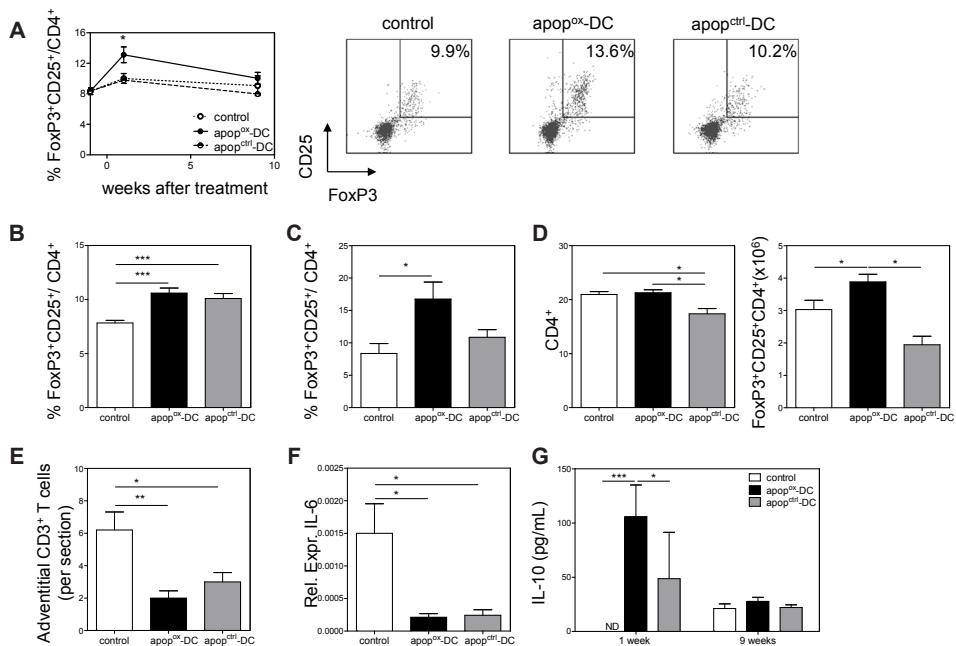 A
% FoxP3⁺CD25⁺/CD4⁺
16
12
8
4
0
0
5
10
*
control
apopᵒˣ-DC
apopᶜᵗʳˡ-DC
weeks after treatment
control
apopᵒˣ-DC
apopᶜᵗʳˡ-DC
9.9%
13.6%
10.2%
CD25
FoxP3
B
% FoxP3⁺CD25⁺/ CD4⁺
15
10
5
0
***
***
control
apopᵒˣ-DC
apopᶜᵗʳˡ-DC
C
% FoxP3⁺CD25⁺/ CD4⁺
25
20
15
10
5
0
*
control
apopᵒˣ-DC
apopᶜᵗʳˡ-DC
D
CD4⁺
30
20
10
0
*
*
control
apopᵒˣ-DC
apopᶜᵗʳˡ-DC
FoxP3⁺CD25⁺CD4⁺(x10⁶)
5
4
3
2
1
0
*
*
control
apopᵒˣ-DC
apopᶜᵗʳˡ-DC
E
Adventitial CD3⁺ T cells
(per section)
8
6
4
2
0
*
**
control
apopᵒˣ-DC
apopᶜᵗʳˡ-DC
F
Rel. Expr. IL-6
0.0025
0.0020
0.0015
0.0010
0.0005
0.0000
*
*
control
apopᵒˣ-DC
apopᶜᵗʳˡ-DC
G
IL-10 (pg/mL)
150
100
50
0
***
*
ND
control
apopᵒˣ-DC
apopᶜᵗʳˡ-DC
1 week
9 weeks